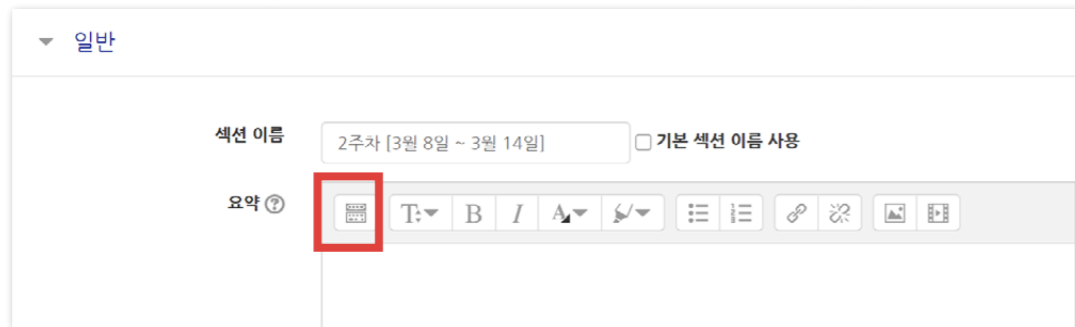 일반
섹션 이름
2주차 [3월 8일 ~ 3월 14일]
기본 섹션 이름 사용
요약